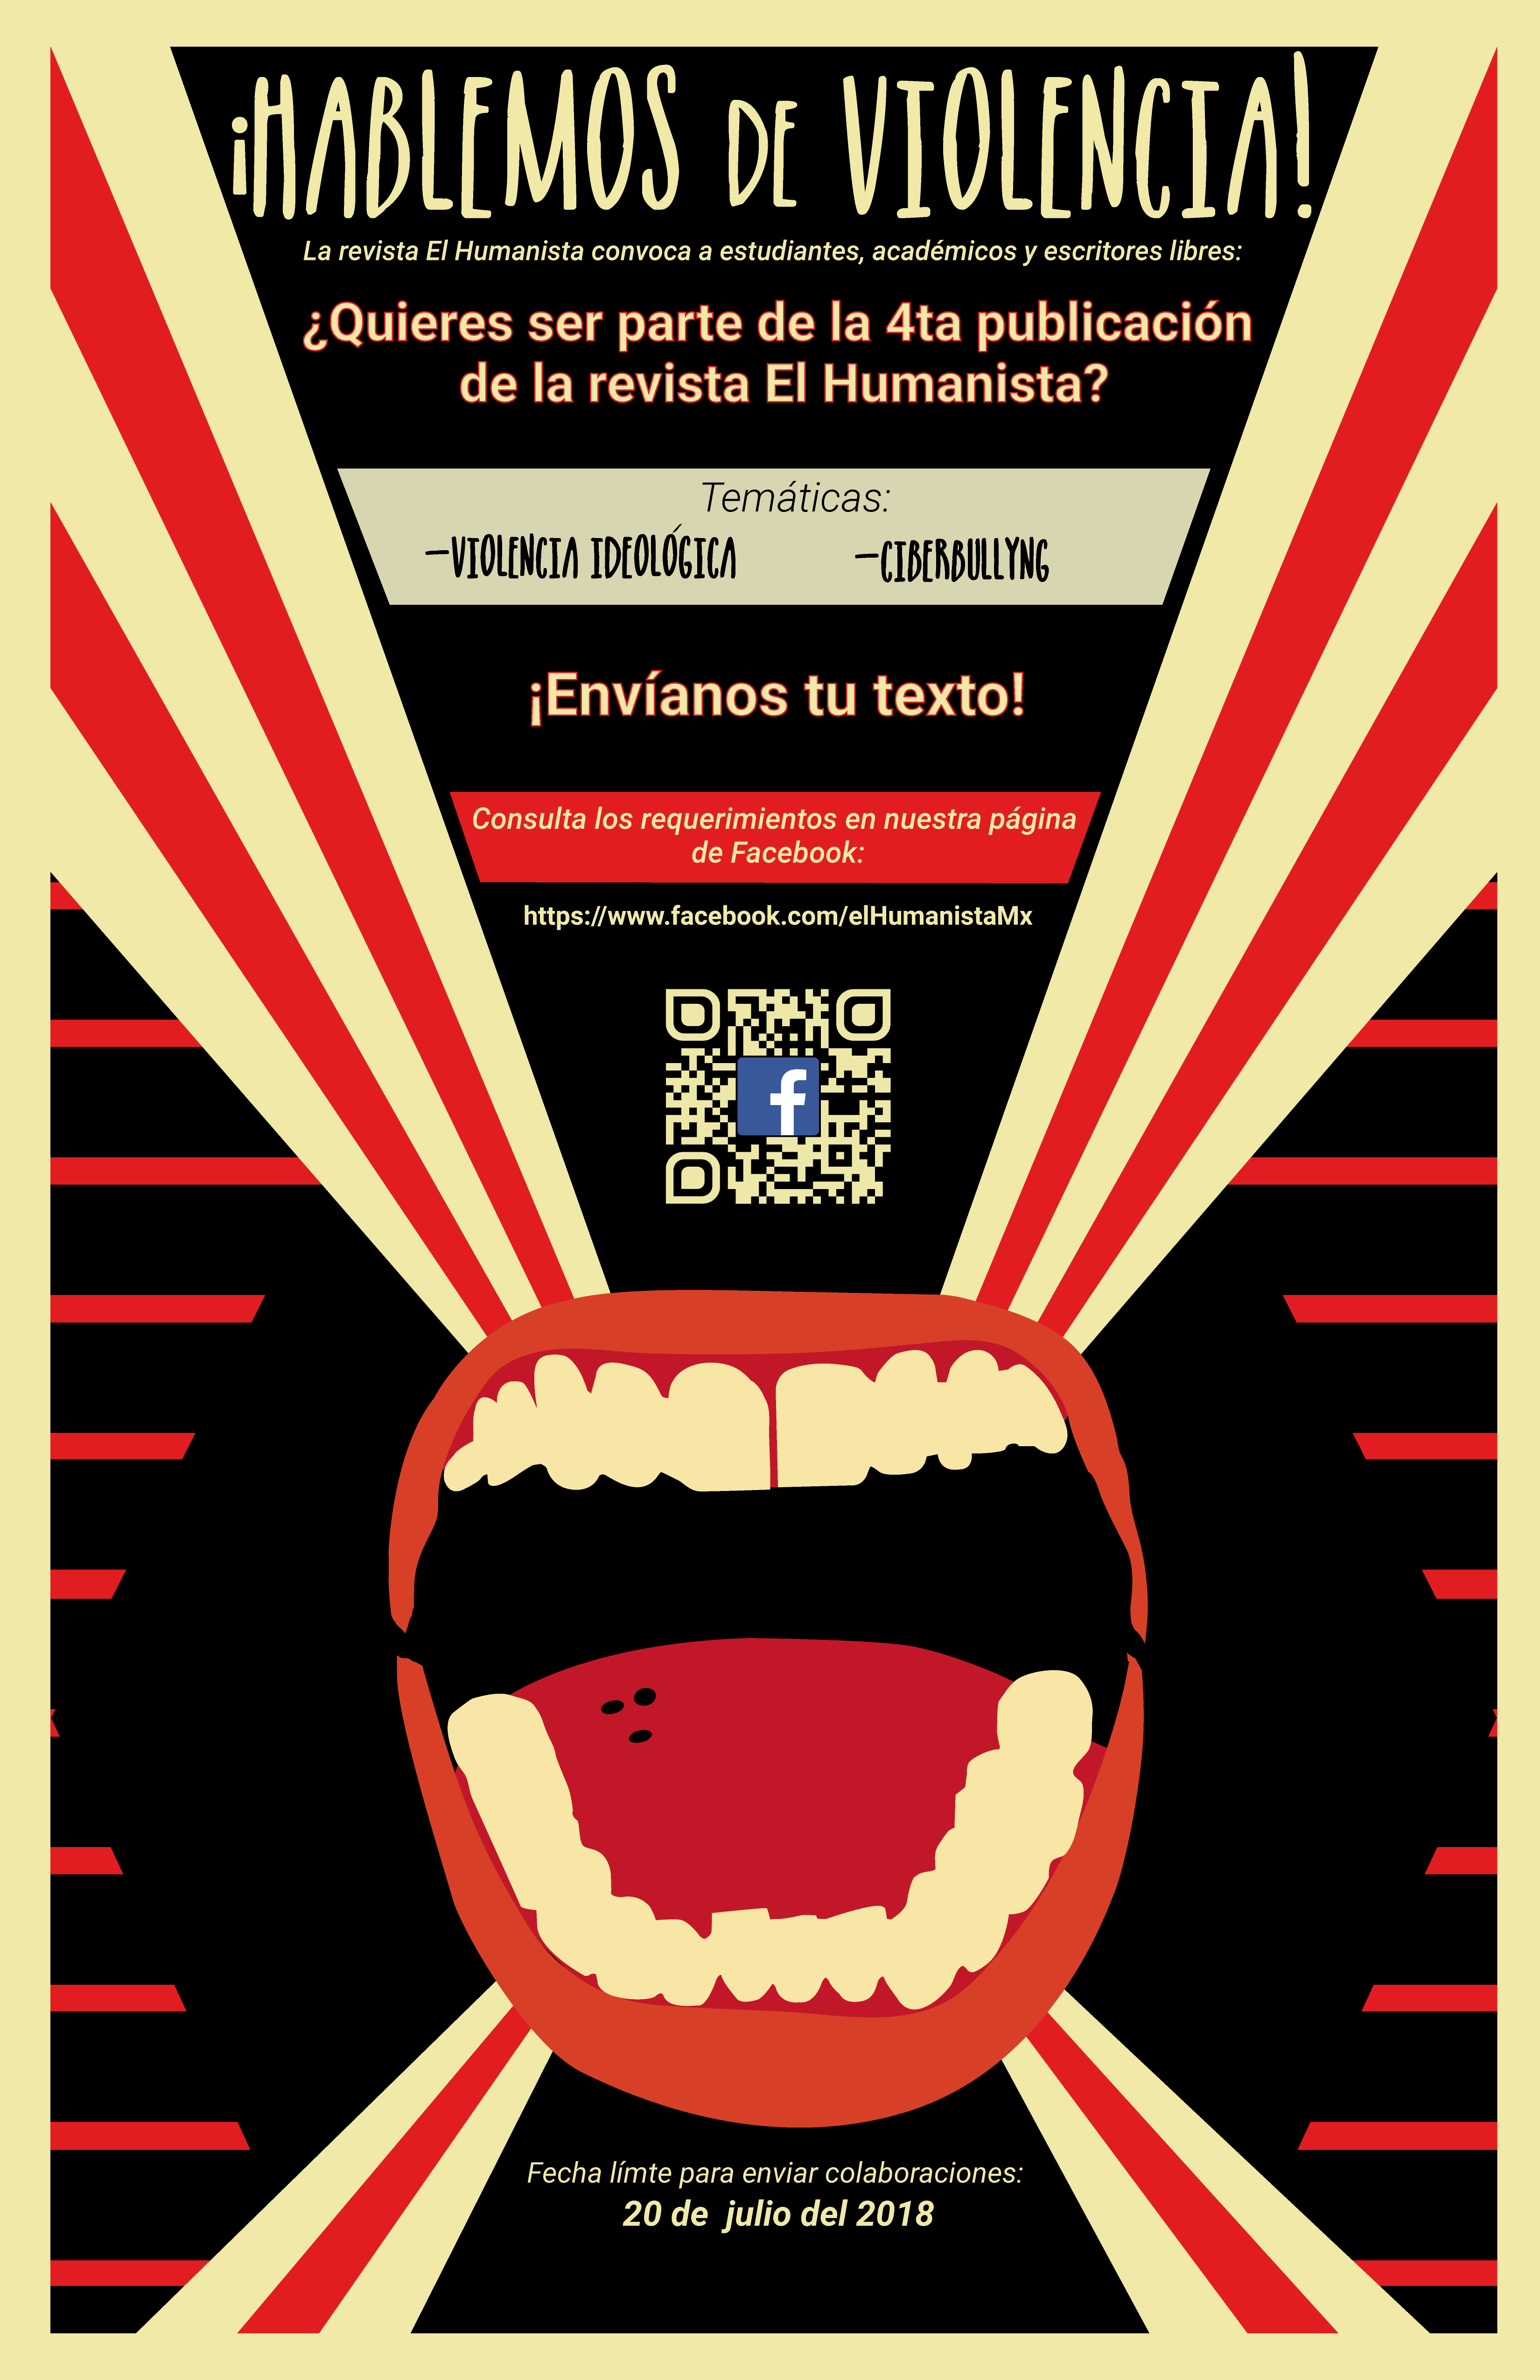 ¡HABLEMOS DE VIOLENCIA!
La revista El Humanista convoca a estudiantes, académicos y escritores libres:
¿Quieres ser parte de la 4ta publicación
de la revista El Humanista?
Temáticas:
—VIOLENCIA IDEOLÓGICA —CIBERBULLYNG
¡Envíanos tu texto!
Consulta los requerimientos en nuestra página
de Facebook:
https://www.facebook.com/elHumanistaMx
f
Fecha límte para enviar colaboraciones:
20 de julio del 2018